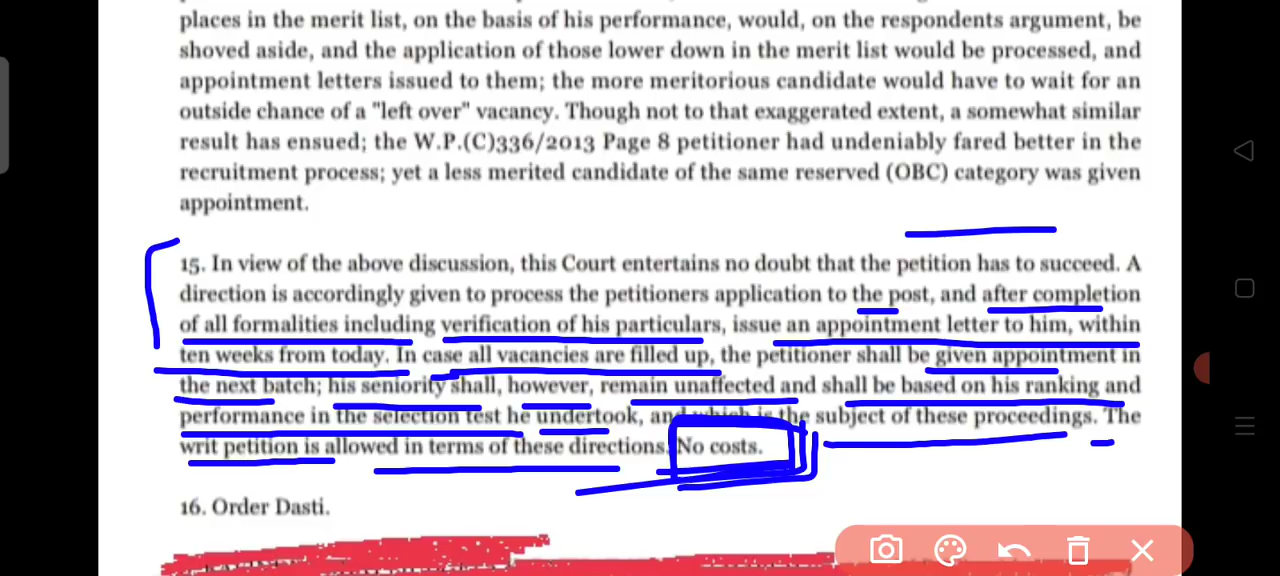 places in the merit list, on the basis of his performance, would, on the respondents argument, be
shoved aside, and the application of those lower down in the merit list would be processed, and
appointment letters issued to them; the more meritorious candidate would have to wait for an
outside chance of a "left over" vacancy. Though not to that exaggerated extent, a somewhat similar
result has ensued; the W.P.(C)336/2013 Page 8 petitioner had undeniably fared better in the
recruitment process; yet a less merited candidate of the same reserved (OBC) category was given
appointment.
15. In view of the above discussion, this Court entertains no doubt that the petition has to succeed. A
direction is accordingly given to process the petitioners application to the post, and after completion
of all formalities including verification of his particulars, issue an appointment letter to him, within
ten weeks from today. In case all vacancies are filled up, the petitioner shall be given appointment in
the next batch; his seniority shall, however, remain unaffected and shall be based on his ranking and
performance in the selection test he undertook, and which is the subject of these proceedings. The
writ petition is allowed in terms of these directions. No costs.
16. Order Dasti.